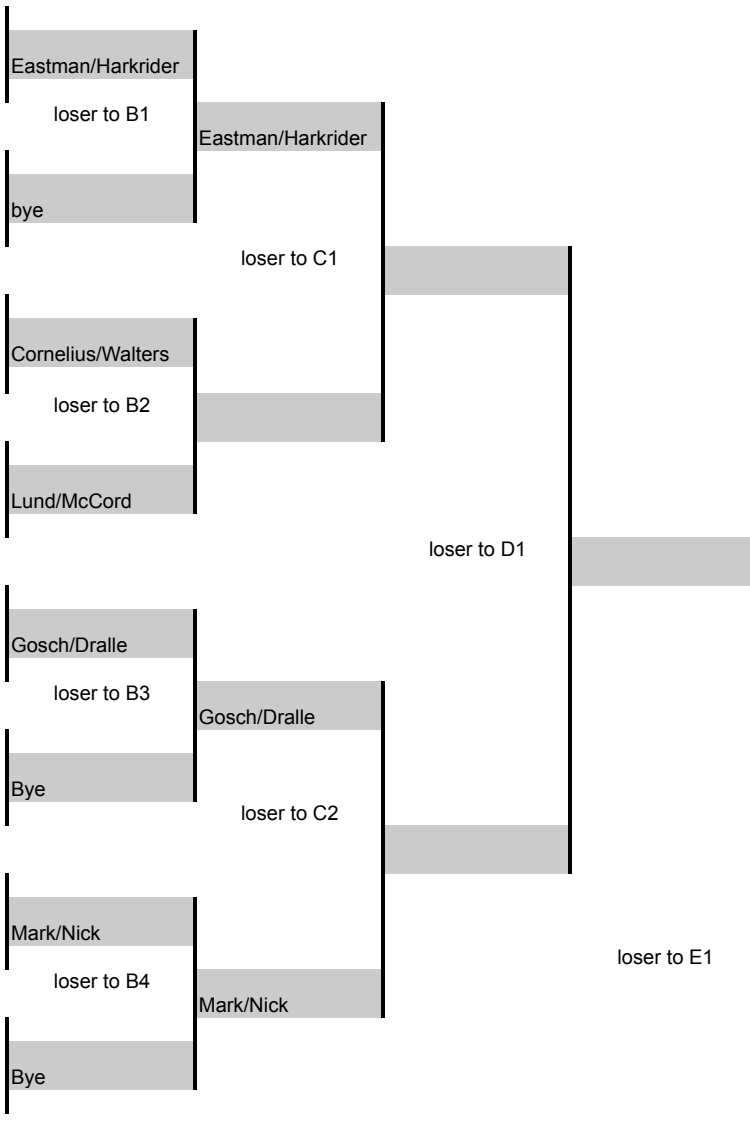 Eastman/Harkrider
loser to B1
Eastman/Harkrider
bye
loser to C1
Cornelius/Walters
loser to B2
Lund/McCord
loser to D1
Gosch/Dralle
loser to B3
Gosch/Dralle
Bye
loser to C2
Mark/Nick
loser to E1
loser to B4
Mark/Nick
Bye